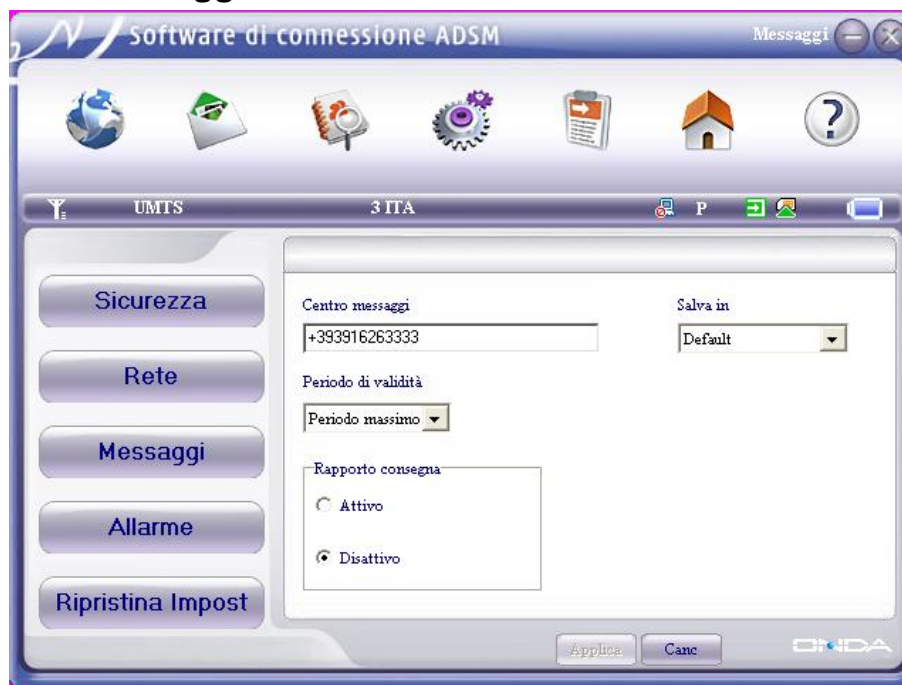 Software di connessione ADSM
Messaggi
UMTS
3 ITA
P
Sicurezza
Rete
Messaggi
Allarme
Ripristina Impost
Centro messaggi
+393916263333
Salva in
Default
Periodo di validità
Periodo massimo
Rapporto consegna
Attivo
Disattivo
Applica
Canc
ONDA